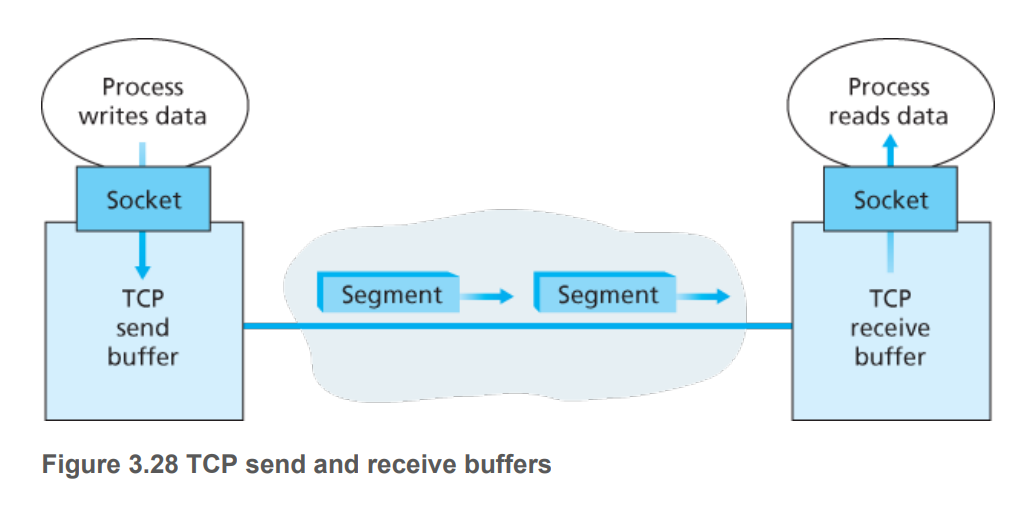 Process
writes data
Socket
TCP
send
buffer
Segment
Segment
Process
reads data
Socket
TCP
receive
buffer
Figure 3.28 TCP send and receive buffers